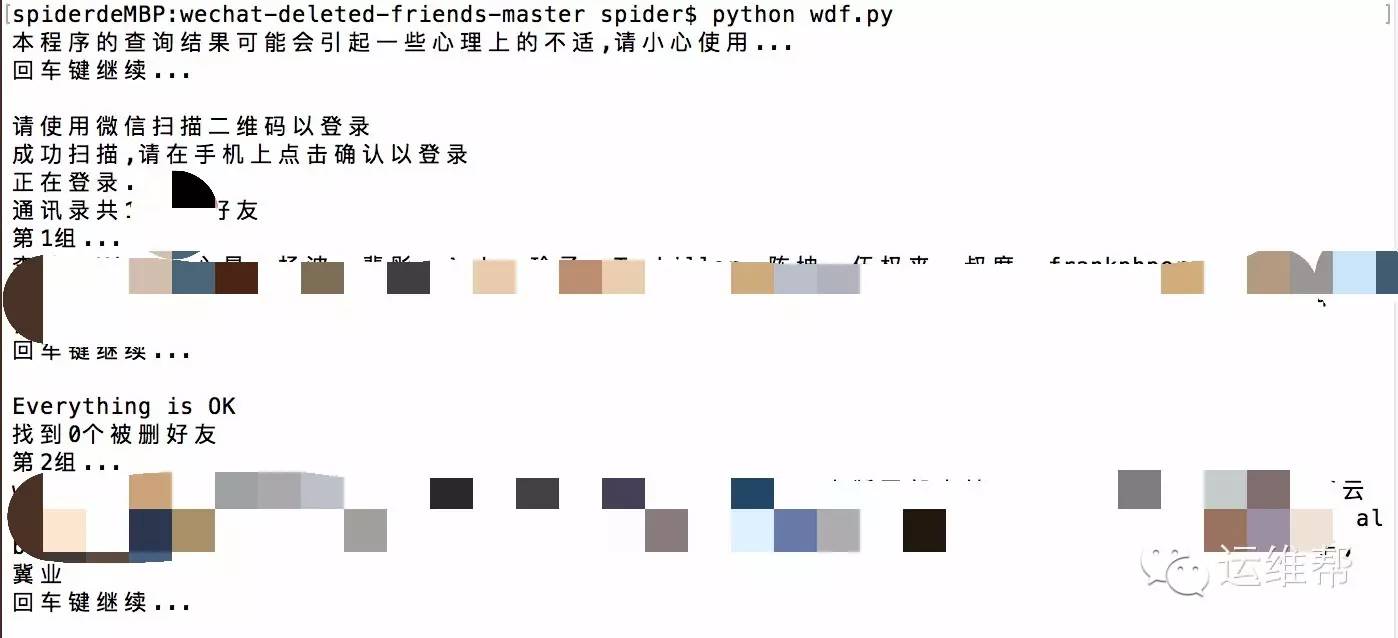 [spiderdeMBP:wechat-deleted-friends-master spider$ python wdf.py ]
本程序的查询结果可能会引起一些心理上的不适,请小心使用...
回车键继续...
请使用微信扫描二维码以登录
成功扫描,请在手机上点击确认以登录
正在登录.
通讯录共 好友
第1组...
回车键继续...
Everything is OK
找到0个被删好友
第2组...
云
al
冀业
回车键继续...
运维帮